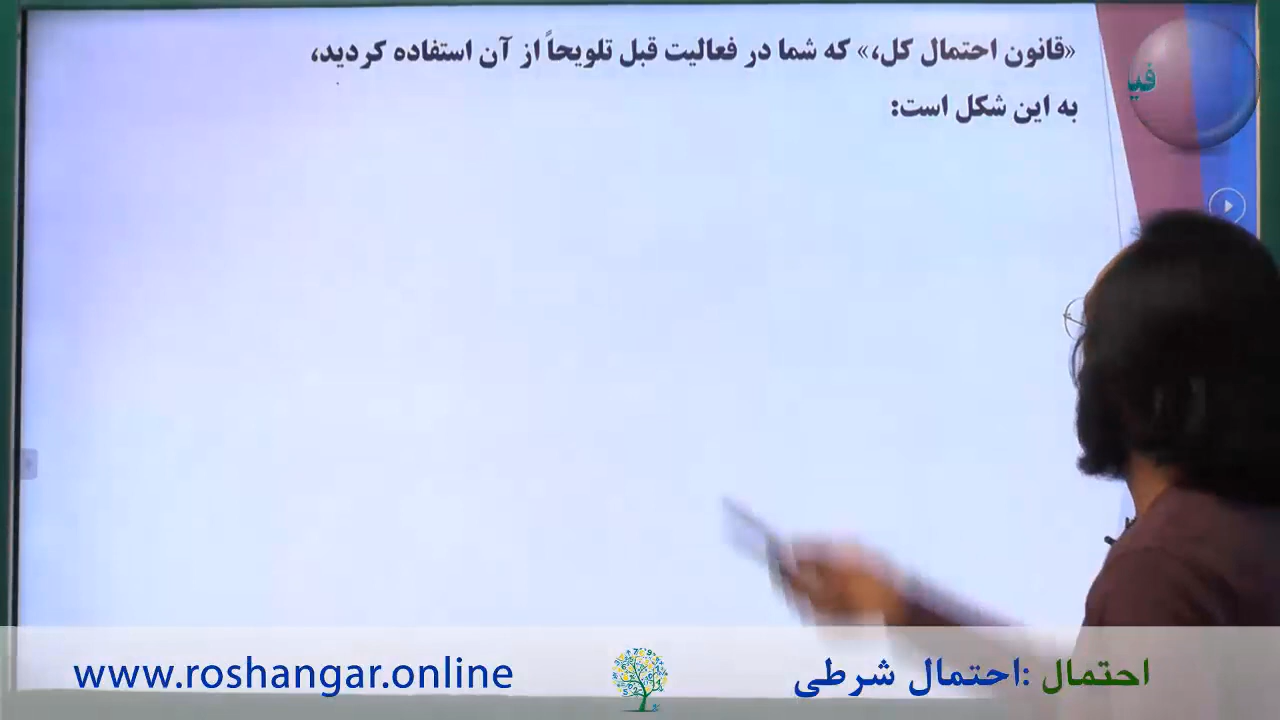 «قانون احتمال کل،» که شما در فعالیت قبل تلویحاً از آن استفاده کردید،
به این شکل است:
احتمال :احتمال شرطی
www.roshangar.online